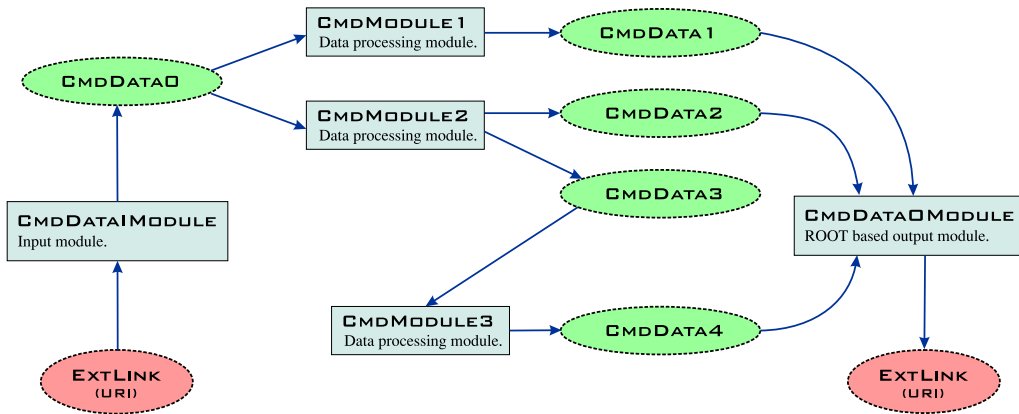 CmdModule1
Data processing module.
CmdData1
CmdData0
CmdModule2
Data processing module.
CmdData2
CmdData3
CmdDataIModule
Input module.
CmdDataOModule
ROOT based output module.
CmdModule3
Data processing module.
CmdData4
ExtLink
(URI)
ExtLink
(URI)